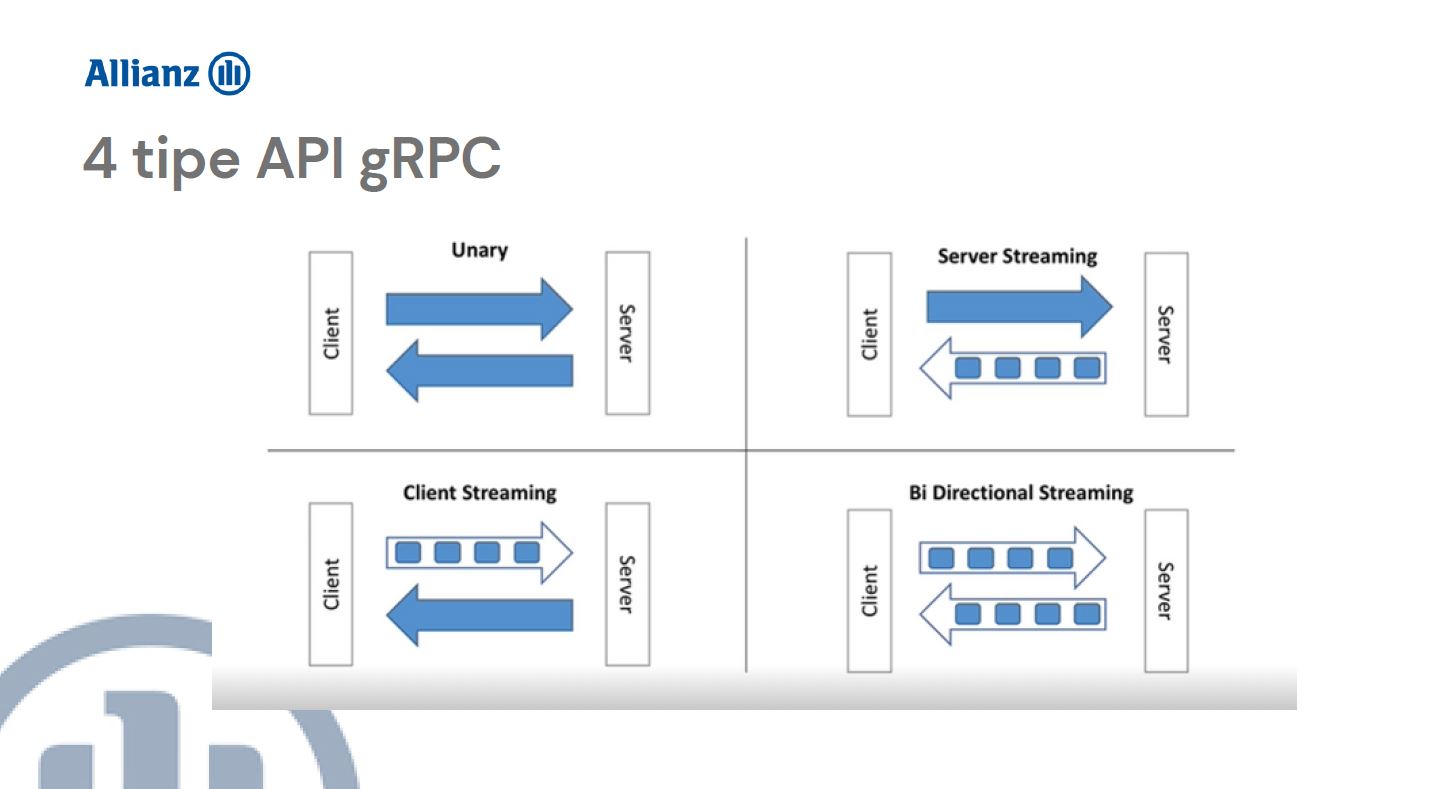 Allianz
4 tipe API gRPC
Unary
Client
Server
Server Streaming
Client
Server
Client Streaming
Client
Server
Bi Directional Streaming
Client
Server